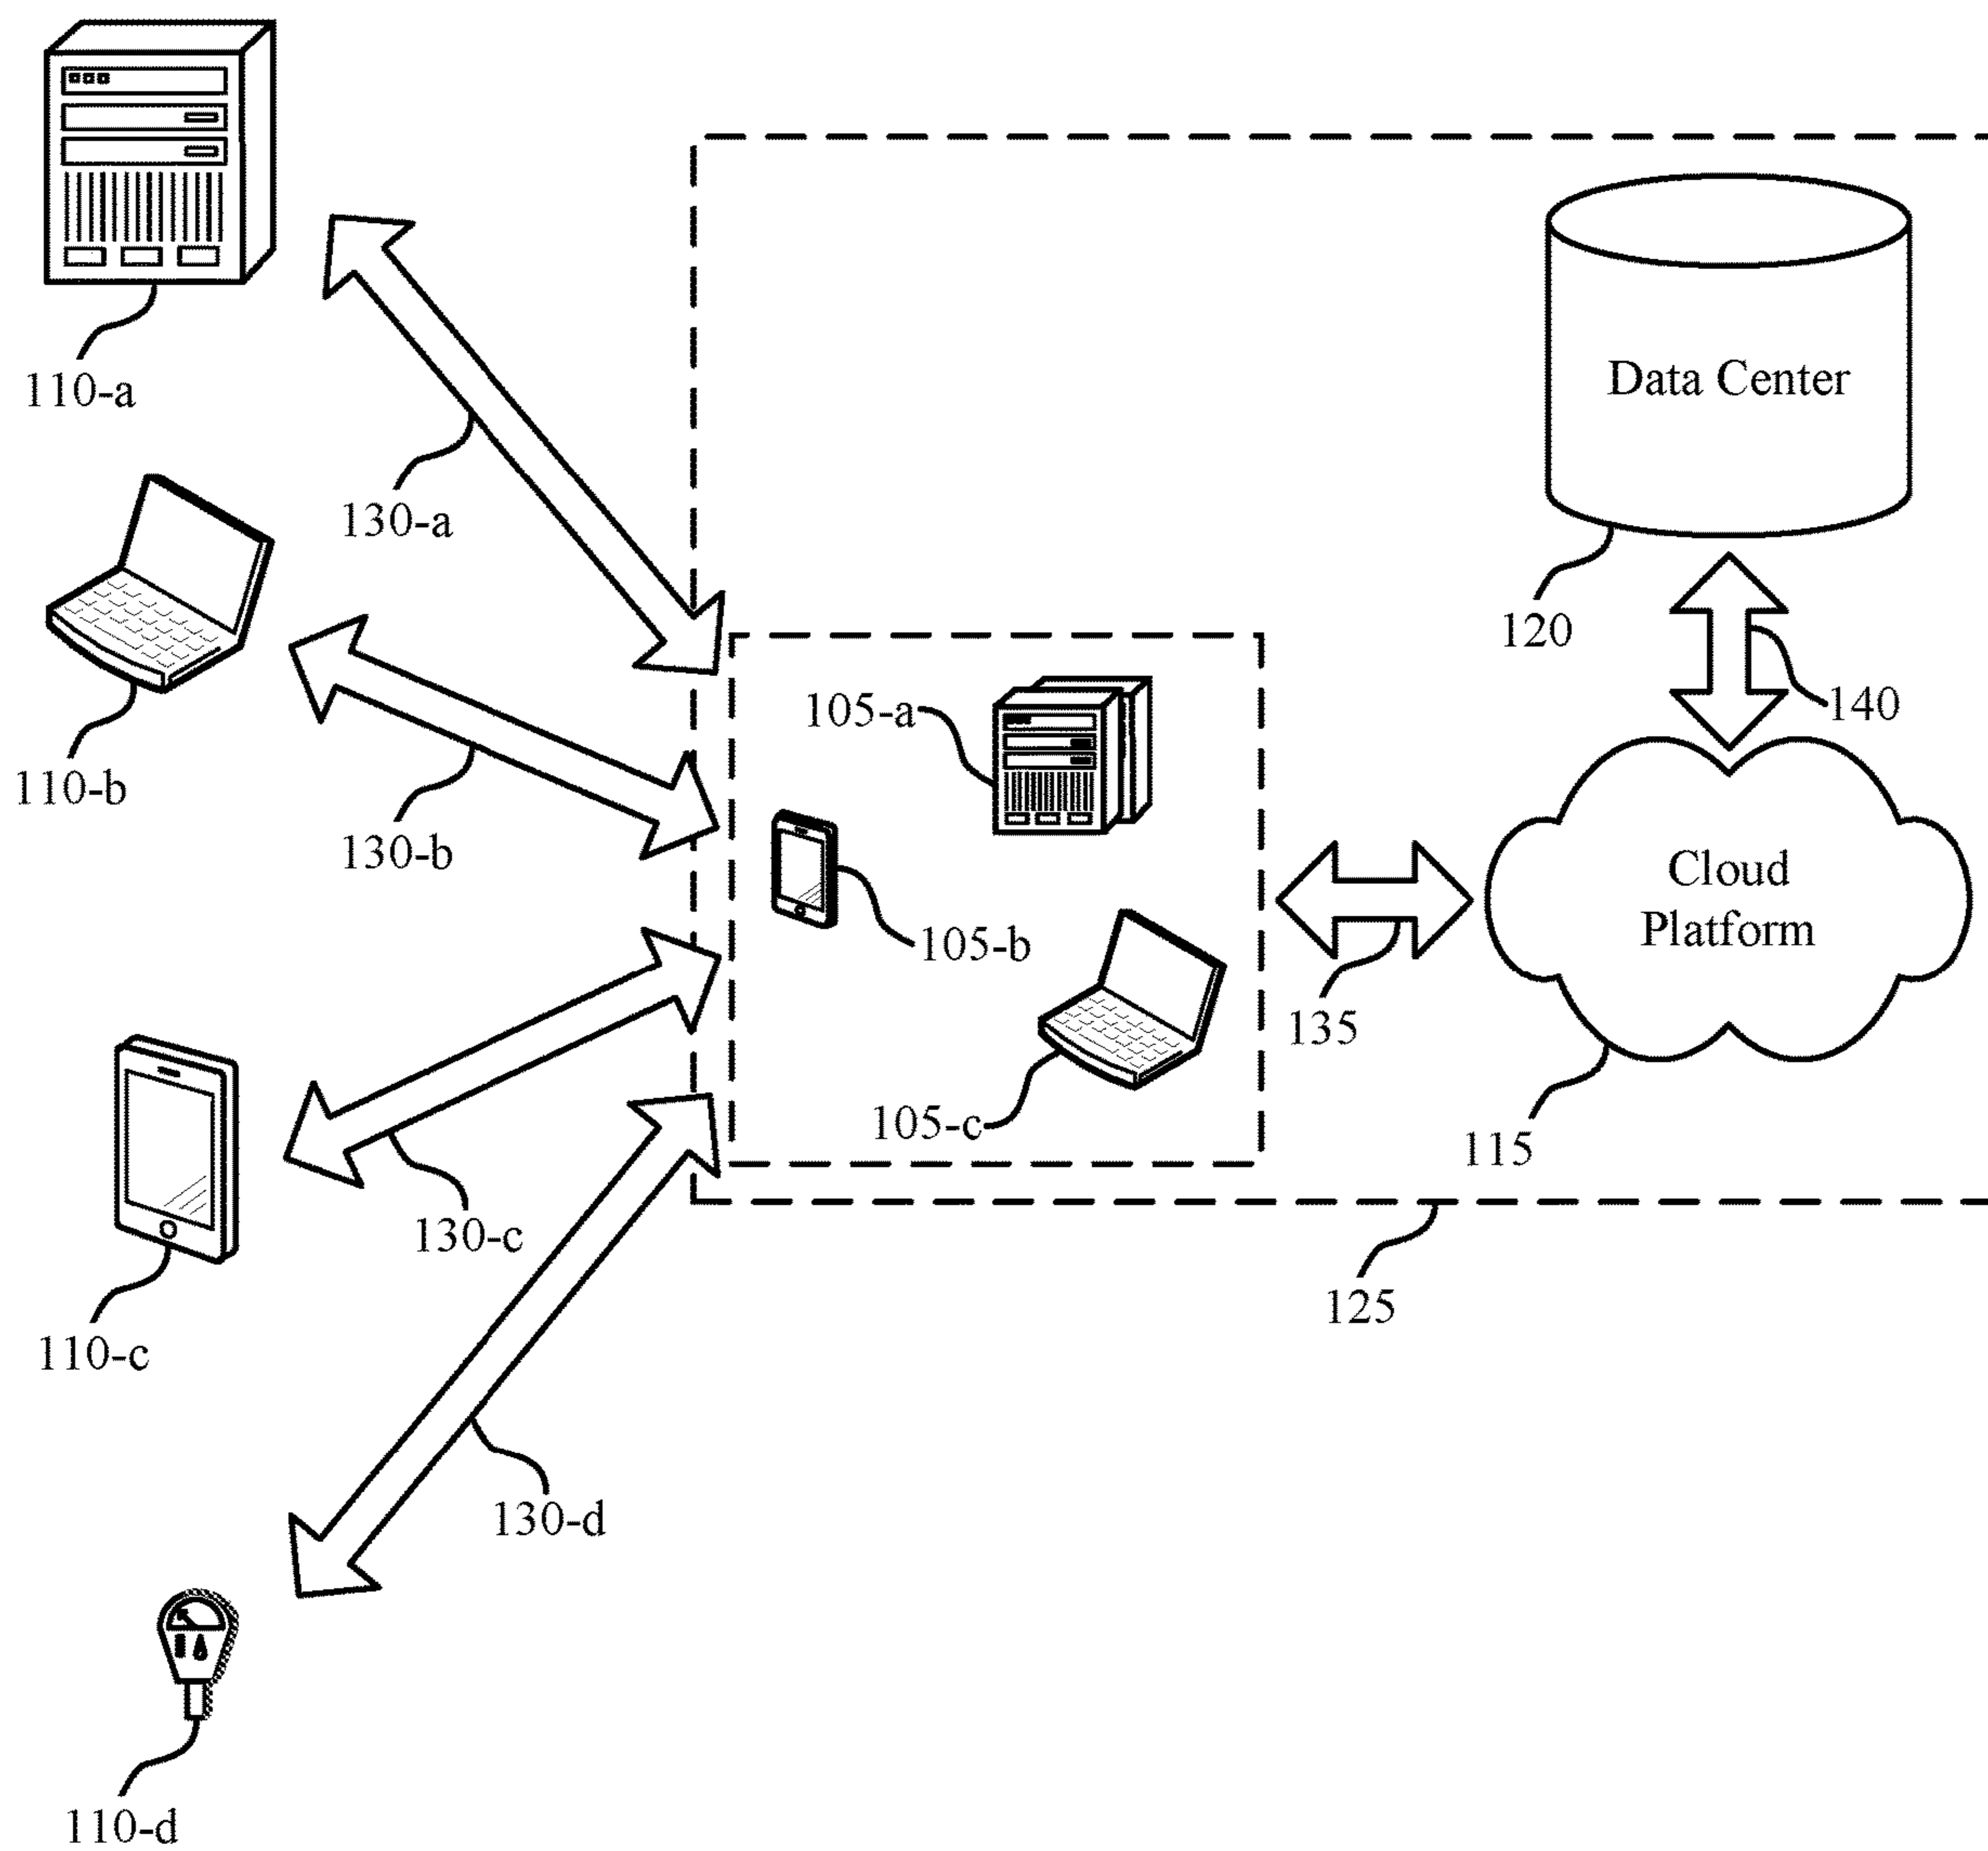 110-a
130-a
Data Center
120
140
110-b
130-b
105-a
105-b
105-c
135
Cloud
Platform
115
125
110-c
130-c
130-d
110-d